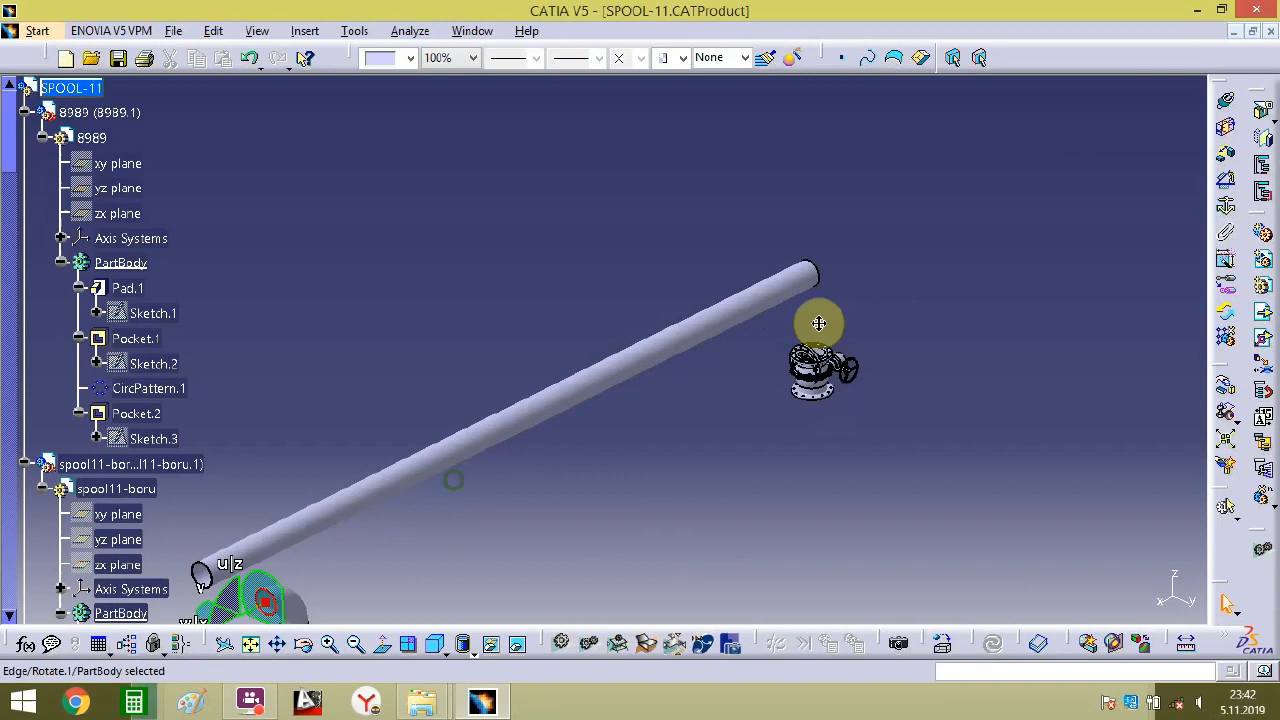 CATIA V5 - [SPOOL-11.CATProduct]
Start ENOVIA V5 VPM File Edit View Insert Tools Analyze Window Help
100% None
SPOOL-11
8989 (8989.1)
8989
xy plane
yz plane
zx plane
Axis Systems
PartBody
Pad.1
Sketch.1
Pocket.1
Sketch.2
CircPattern.1
Pocket.2
Sketch.3
spool11-bor...l11-boru.1)
spool11-boru
xy plane
yz plane
zx plane
Axis Systems
PartBody
u|z
v
w|x
z
x y
Edge/Rotate.1/PartBody selected
CATIA
23:42
5.11.2019